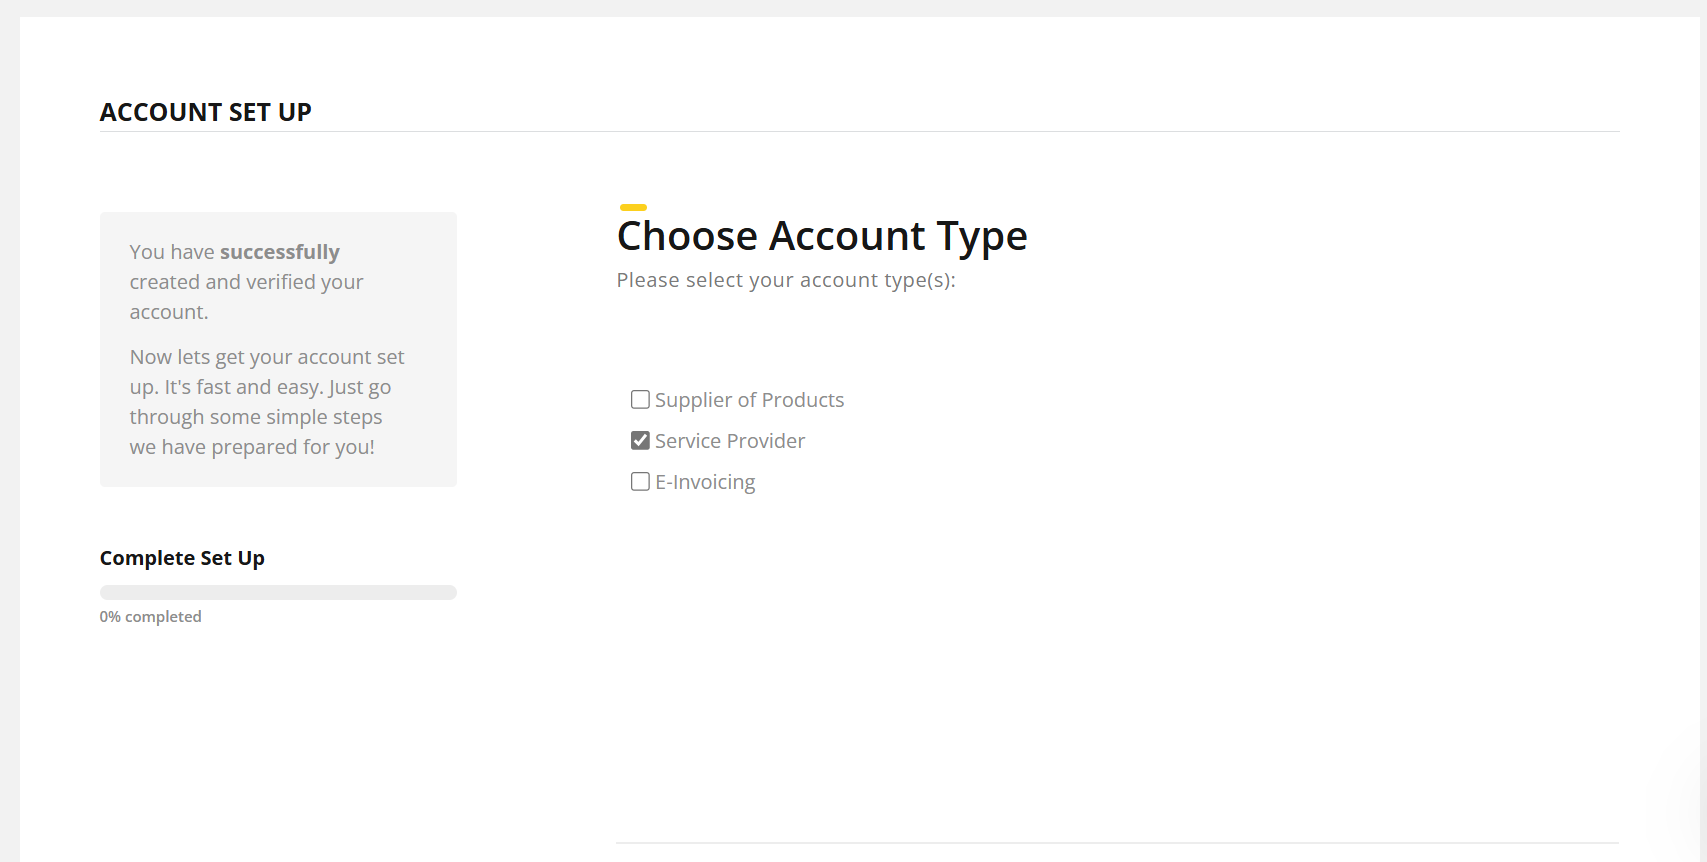 ACCOUNT SET UP
You have successfully
created and verified your
account.
Now lets get your account set
up. It's fast and easy. Just go
through some simple steps
we have prepared for you!
Complete Set Up
0% completed
Choose Account Type
Please select your account type(s):
Supplier of Products
Service Provider
E-Invoicing